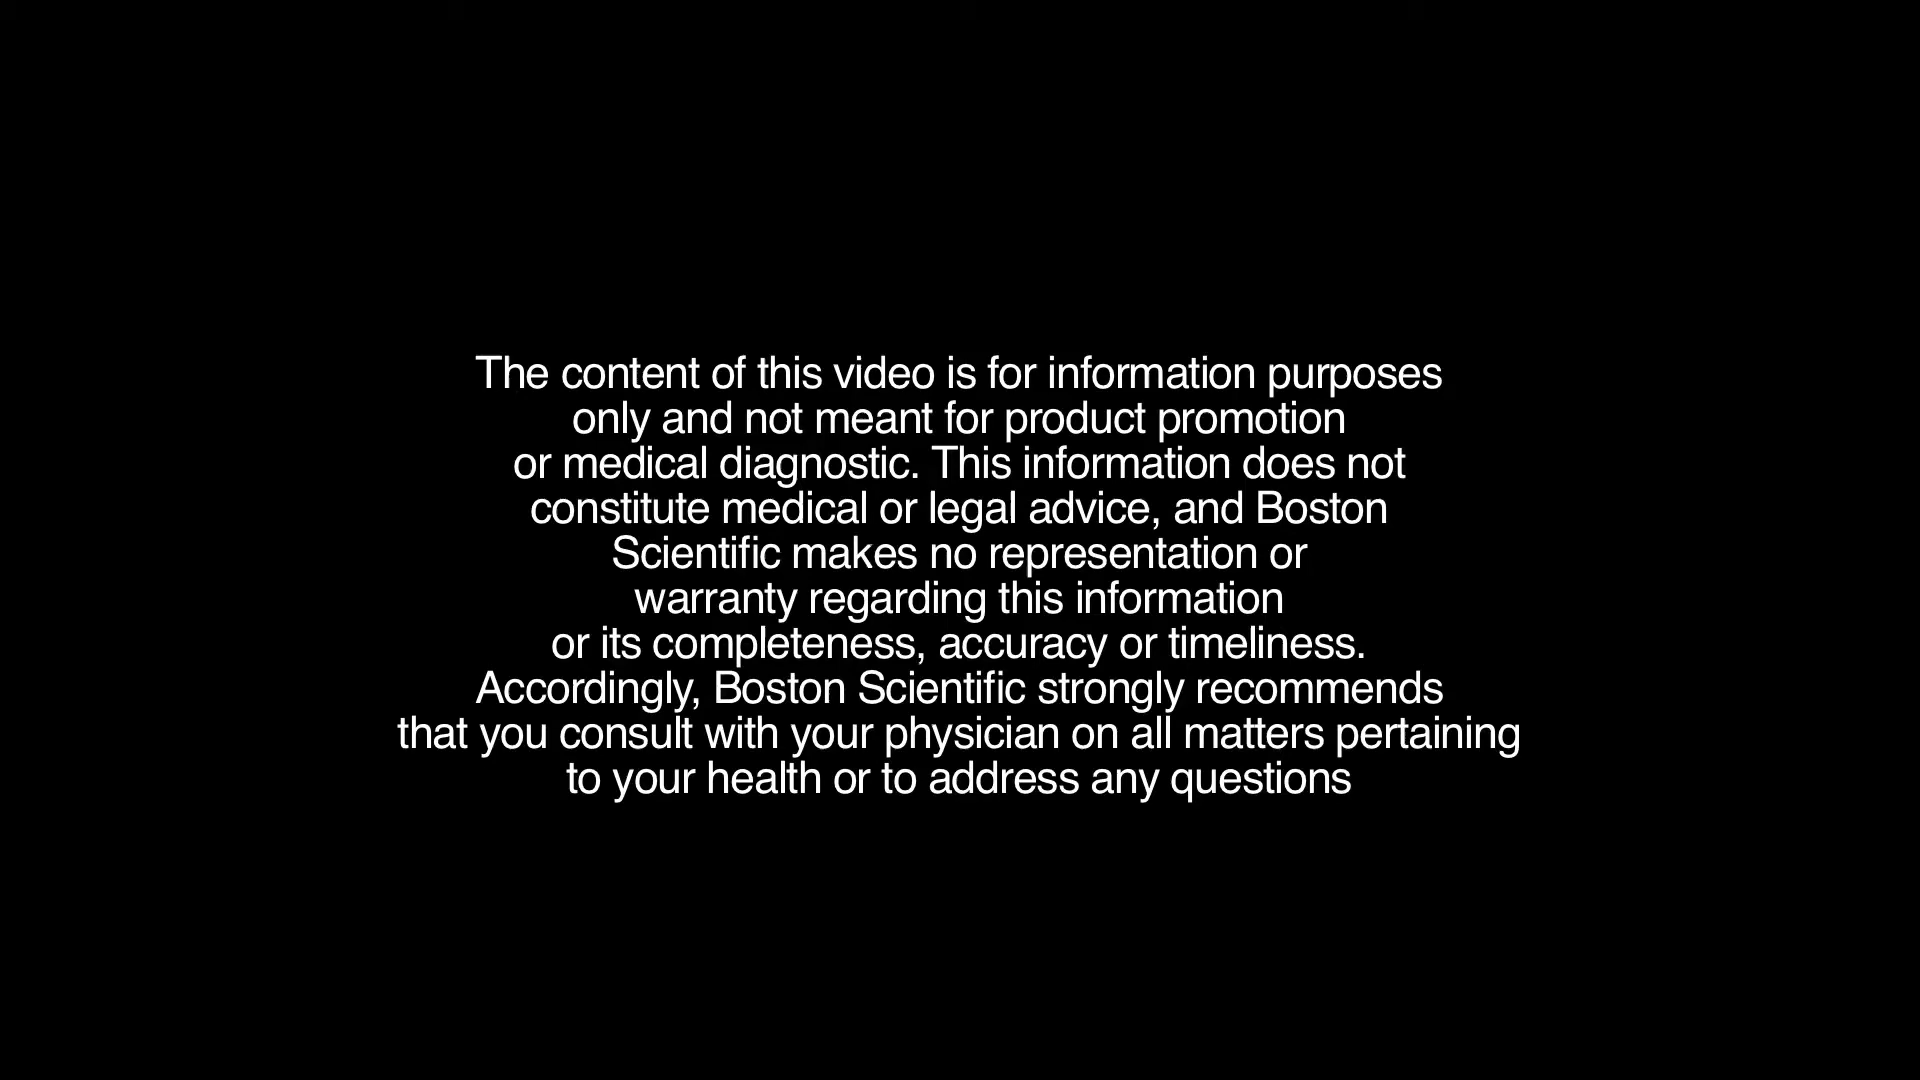 The content of this video is for information purposes
only and not meant for product promotion
or medical diagnostic. This information does not
constitute medical or legal advice, and Boston
Scientific makes no representation or
warranty regarding this information
or its completeness, accuracy or timeliness.
Accordingly, Boston Scientific strongly recommends
that you consult with your physician on all matters pertaining
to your health or to address any questions